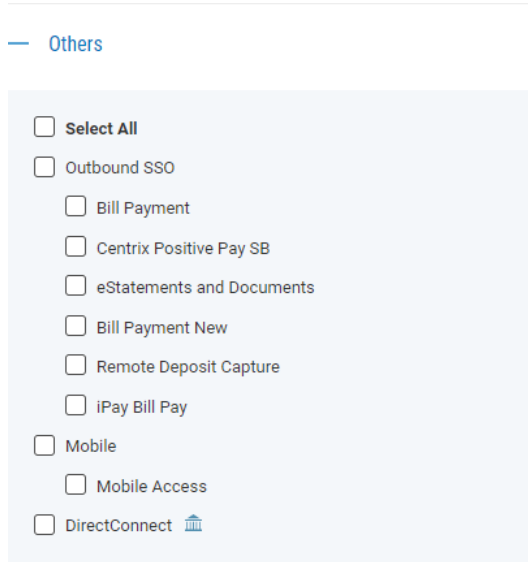 Others
Select All
Outbound SSO
Bill Payment
Centrix Positive Pay SB
eStatements and Documents
Bill Payment New
Remote Deposit Capture
iPay Bill Pay
Mobile
Mobile Access
DirectConnect